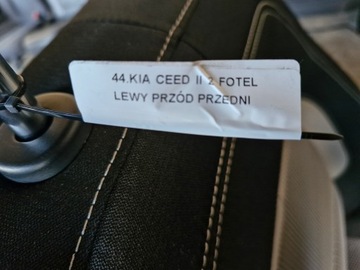 44.KIA CEED II 2 FOTEL
LEWY PRZÓD PRZEDNI